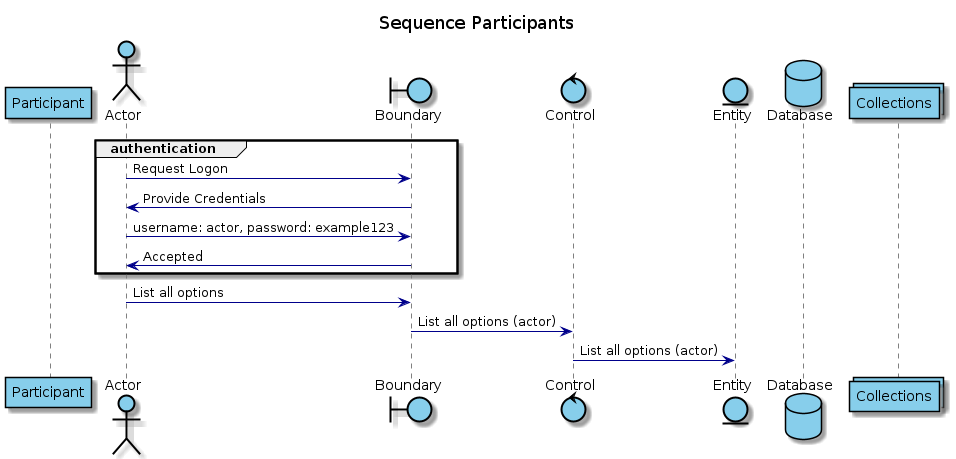 Sequence Participants
Participant
Actor
Boundary
Control
Entity
Database
Collections
authentication
Request Logon
Provide Credentials
username: actor, password: example123
Accepted
List all options
List all options (actor)
List all options (actor)
Participant
Actor
Boundary
Control
Entity
Database
Collections